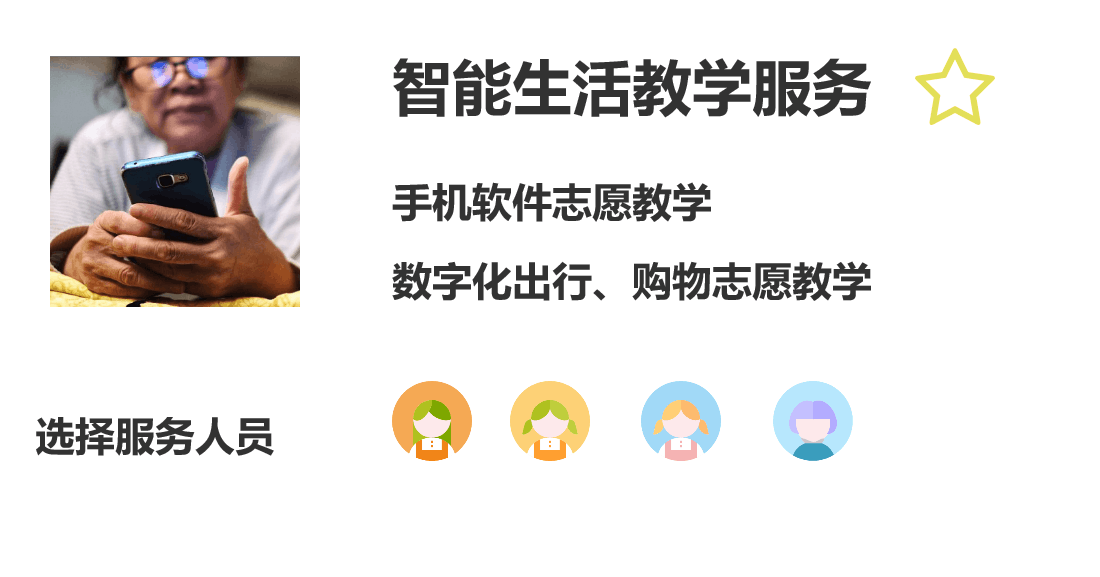 智能生活教学服务
手机软件志愿教学
数字化出行、购物志愿教学
选择服务人员